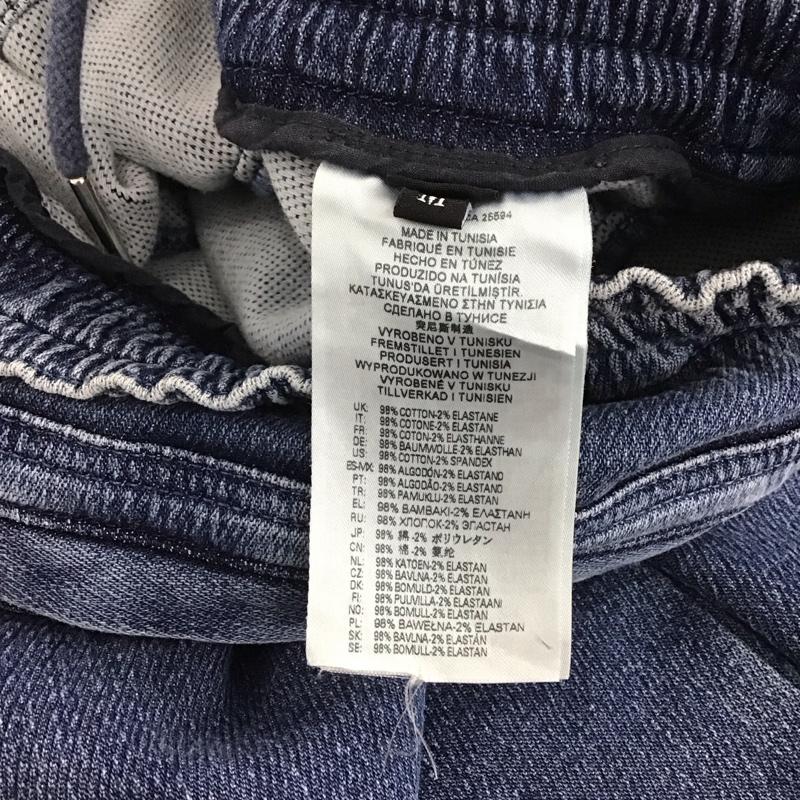 CA 25594
MADE IN TUNISIA
FABRIQUÉ EN TUNISIE
HECHO EN TÚNEZ
PRODUZIDO NA TUNÍSIA
TUNUS'DA ÜRETİLMİŞTİR.
ΚΑΤΑΣΚΕΥΑΣΜΕΝΟ ΣΤΗΝ ΤΥΝΙΣΙΑ
СДЕЛАНО В ТУНИСЕ
突尼斯制造
VYROBENO V TUNISKU
FREMSTILLET I TUNESIEN
PRODUSERT I TUNISIA
WYPRODUKOWANO W TUNEZJI
VYROBENÉ V TUNISKU
TILLVERKAD I TUNISIEN
UK: 98% COTTON-2% ELASTANE
IT: 98% COTONE-2% ELASTAN
FR: 98% COTON-2% ELASTHANNE
DE: 98% BAUMWOLLE-2% ELASTHAN
US: 98% COTTON-2% SPANDEX
ES-MX: 98% ALGODÓN-2% ELASTANO
PT: 98% ALGODÃO-2% ELASTANO
TR: 98% PAMUKLU-2% ELASTAN
EL: 98% ΒΑΜΒΑΚΙ-2% ΕΛΑΣΤΑΝΗ
RU: 98% ХЛОПОК-2% ЭЛАСТАН
JP: 98% 綿 -2% ポリウレタン
CN: 98% 棉 -2% 氨纶
NL: 98% KATOEN-2% ELASTAN
CZ: 98% BAVLNA-2% ELASTAN
DK: 98% BOMULD-2% ELASTAN
FI: 98% PUUVILLA-2% ELASTAANI
NO: 98% BOMULL-2% ELASTAN
PL: 98% BAWEŁNA-2% ELASTAN
SK: 98% BAVLNA-2% ELASTÁN
SE: 98% BOMULL-2% ELASTAN